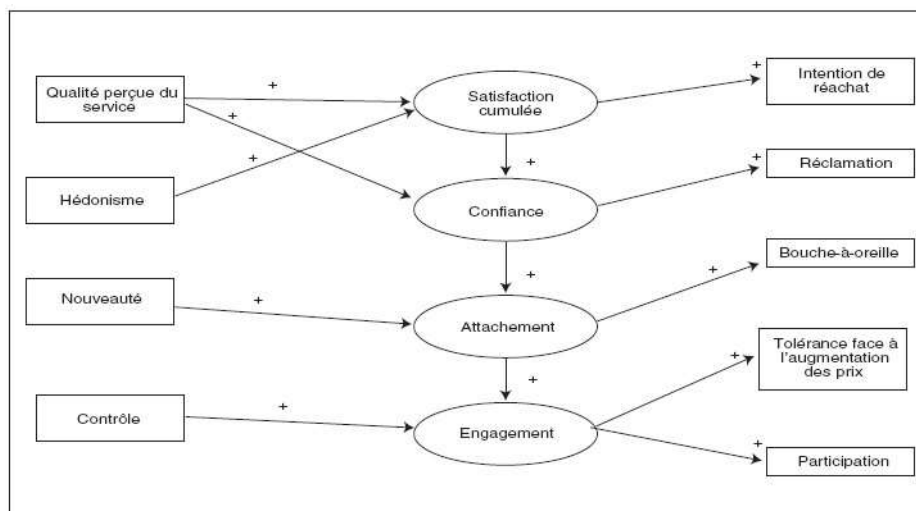 Qualité perçue du
service
+
+
Satisfaction
cumulée
+
Intention de
réachat
+
+
Hédonisme
Confiance
+
Réclamation
+
Nouveauté
+
Attachement
+
Bouche-à-oreille
+
+
Tolérance face à
l'augmentation
des prix
Contrôle
+
Engagement
+
Participation